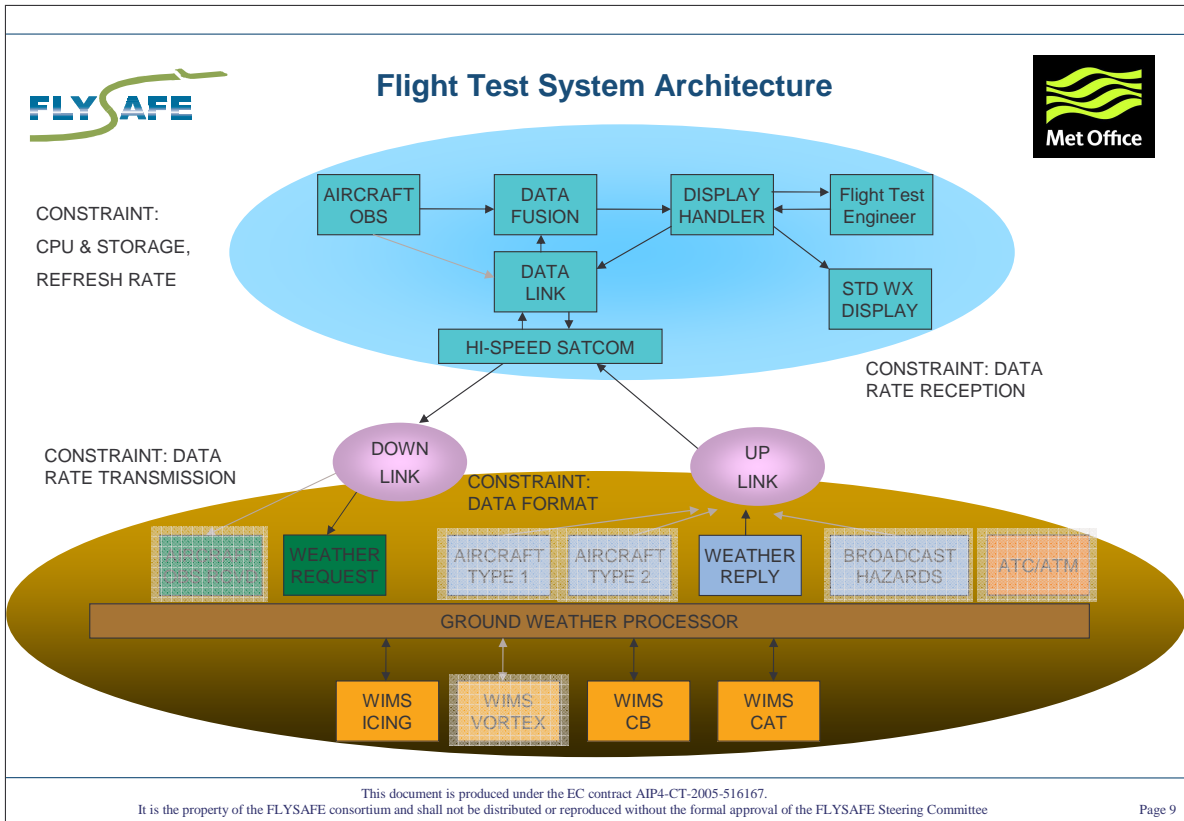 Flight Test System Architecture
FLYSAFE
Met Office
CONSTRAINT:
CPU & STORAGE,
REFRESH RATE
AIRCRAFT
OBS
DATA
FUSION
DISPLAY
HANDLER
Flight Test
Engineer
DATA
LINK
STD WX
DISPLAY
HI-SPEED SATCOM
CONSTRAINT: DATA
RATE RECEPTION
CONSTRAINT: DATA
RATE TRANSMISSION
DOWN
LINK
UP
LINK
CONSTRAINT:
DATA FORMAT
WEATHER
REQUEST
AIRCRAFT
TYPE 1
AIRCRAFT
TYPE 2
WEATHER
REPLY
BROADCAST
HAZARDS
ATC/ATM
GROUND WEATHER PROCESSOR
WIMS
ICING
WIMS
VORTEX
WIMS
CB
WIMS
CAT
This document is produced under the EC contract AIP4-CT-2005-516167.
It is the property of the FLYSAFE consortium and shall not be distributed or reproduced without the formal approval of the FLYSAFE Steering Committee
Page 9